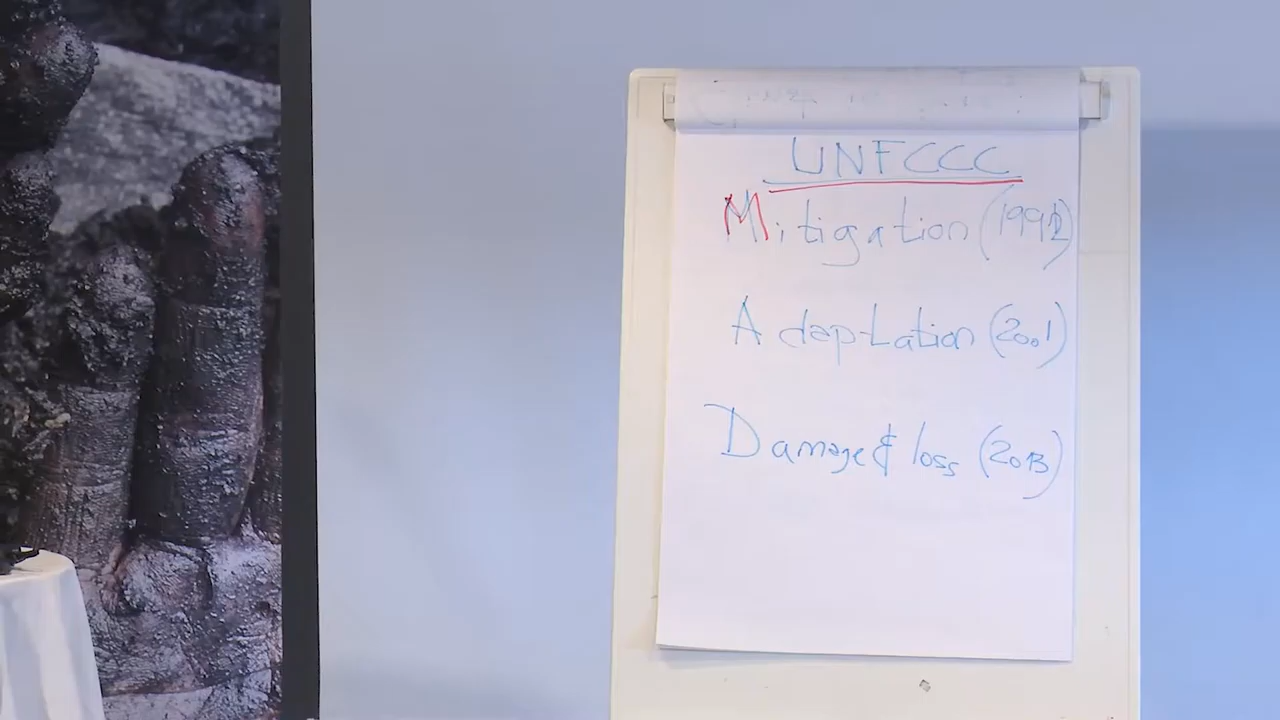 UNFCCC
Mitigation (1992)
Adaptation (2001)
Damage & loss (2013)